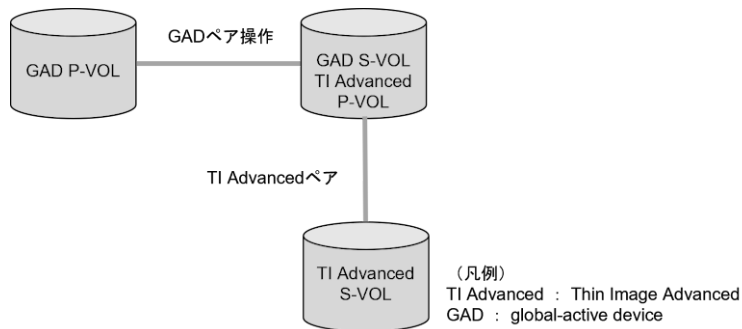 GADペア操作
GAD P-VOL
GAD S-VOL
TI Advanced
P-VOL
TI Advancedペア
TI Advanced
S-VOL
（凡例）
TI Advanced : Thin Image Advanced
GAD : global-active device